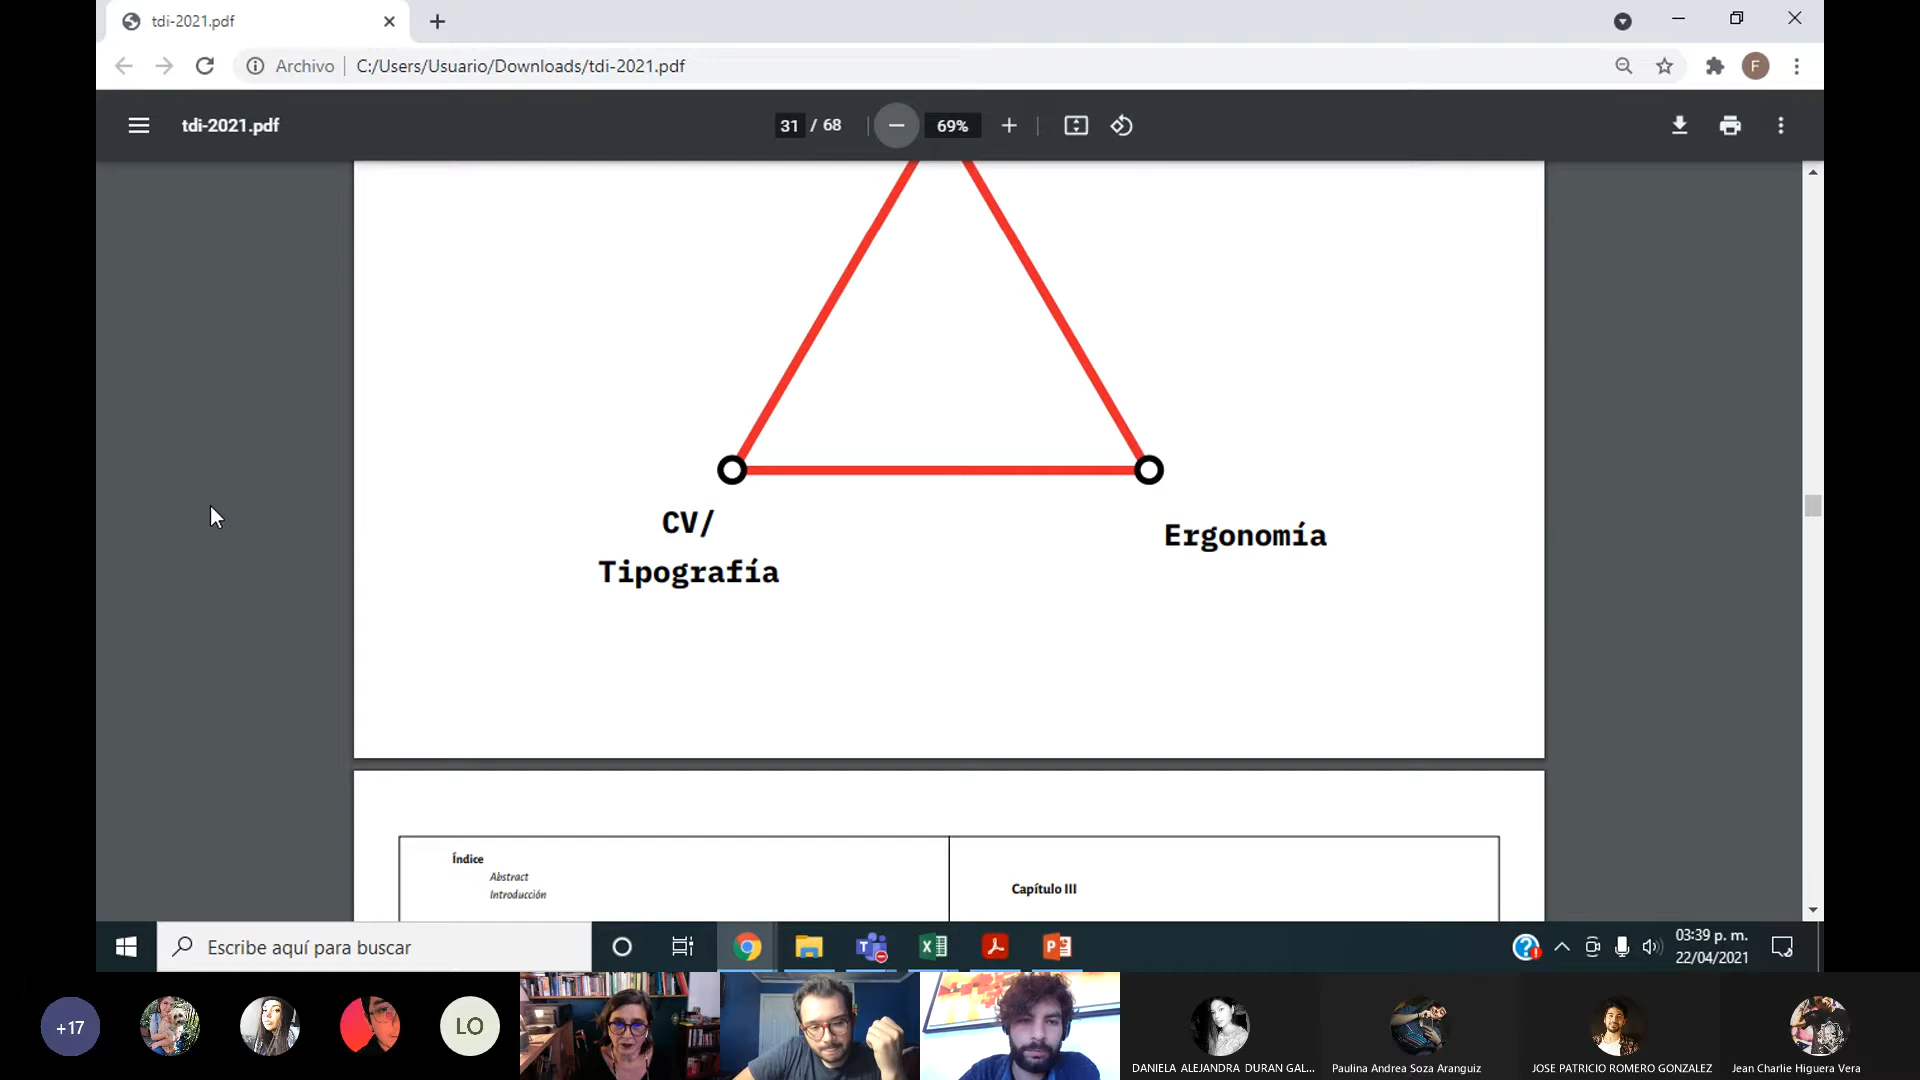 tdi-2021.pdf
Archivo
C:/Users/Usuario/Downloads/tdi-2021.pdf
F
tdi-2021.pdf
31 / 68
69%
CV/
Tipografía
Ergonomía
Índice
Abstract
Introducción
Capítulo III
Escribe aquí para buscar
03:39 p. m.
22/04/2021
+17
LO
DANIELA ALEJANDRA DURAN GAL...
Paulina Andrea Soza Aranguiz
JOSE PATRICIO ROMERO GONZALEZ
Jean Charlie Higuera Vera